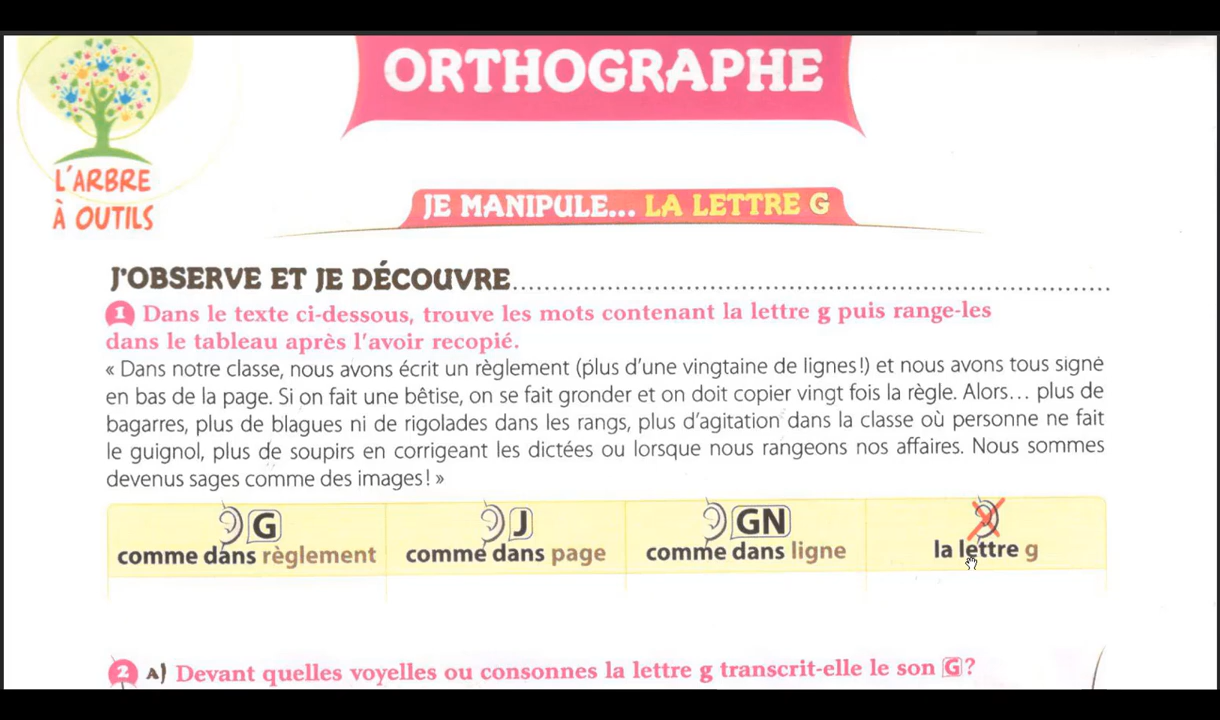 ORTHOGRAPHE
L'ARBRE
À OUTILS
JE MANIPULE... LA LETTRE G
J'OBSERVE ET JE DÉCOUVRE
1 Dans le texte ci-dessous, trouve les mots contenant la lettre g puis range-les
dans le tableau après l'avoir recopié.
« Dans notre classe, nous avons écrit un règlement (plus d'une vingtaine de lignes!) et nous avons tous signé
en bas de la page. Si on fait une bêtise, on se fait gronder et on doit copier vingt fois la règle. Alors... plus de
bagarres, plus de blagues ni de rigolades dans les rangs, plus d'agitation dans la classe où personne ne fait
le guignol, plus de soupirs en corrigeant les dictées ou lorsque nous rangeons nos affaires. Nous sommes
devenus sages comme des images! »
G
comme dans règlement
J
comme dans page
GN
comme dans ligne
la lettre g
2 A) Devant quelles voyelles ou consonnes la lettre g transcrit-elle le son G?